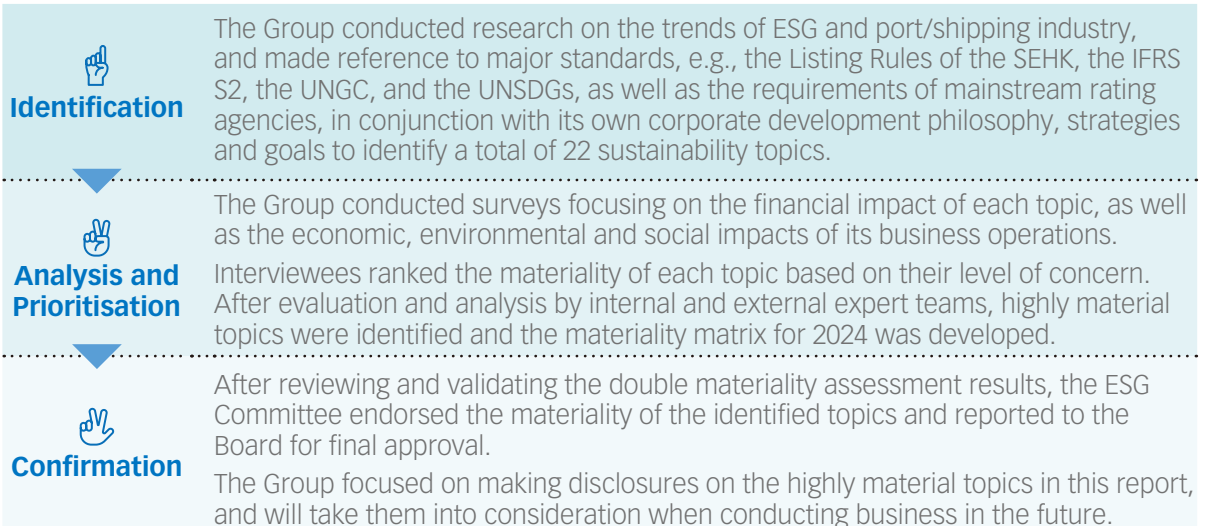 Identification
The Group conducted research on the trends of ESG and port/shipping industry,
and made reference to major standards, e.g., the Listing Rules of the SEHK, the IFRS
S2, the UNGC, and the UNSDGs, as well as the requirements of mainstream rating
agencies, in conjunction with its own corporate development philosophy, strategies
and goals to identify a total of 22 sustainability topics.
Analysis and
Prioritisation
The Group conducted surveys focusing on the financial impact of each topic, as well
as the economic, environmental and social impacts of its business operations.
Interviewees ranked the materiality of each topic based on their level of concern.
After evaluation and analysis by internal and external expert teams, highly material
topics were identified and the materiality matrix for 2024 was developed.
Confirmation
After reviewing and validating the double materiality assessment results, the ESG
Committee endorsed the materiality of the identified topics and reported to the
Board for final approval.
The Group focused on making disclosures on the highly material topics in this report,
and will take them into consideration when conducting business in the future.